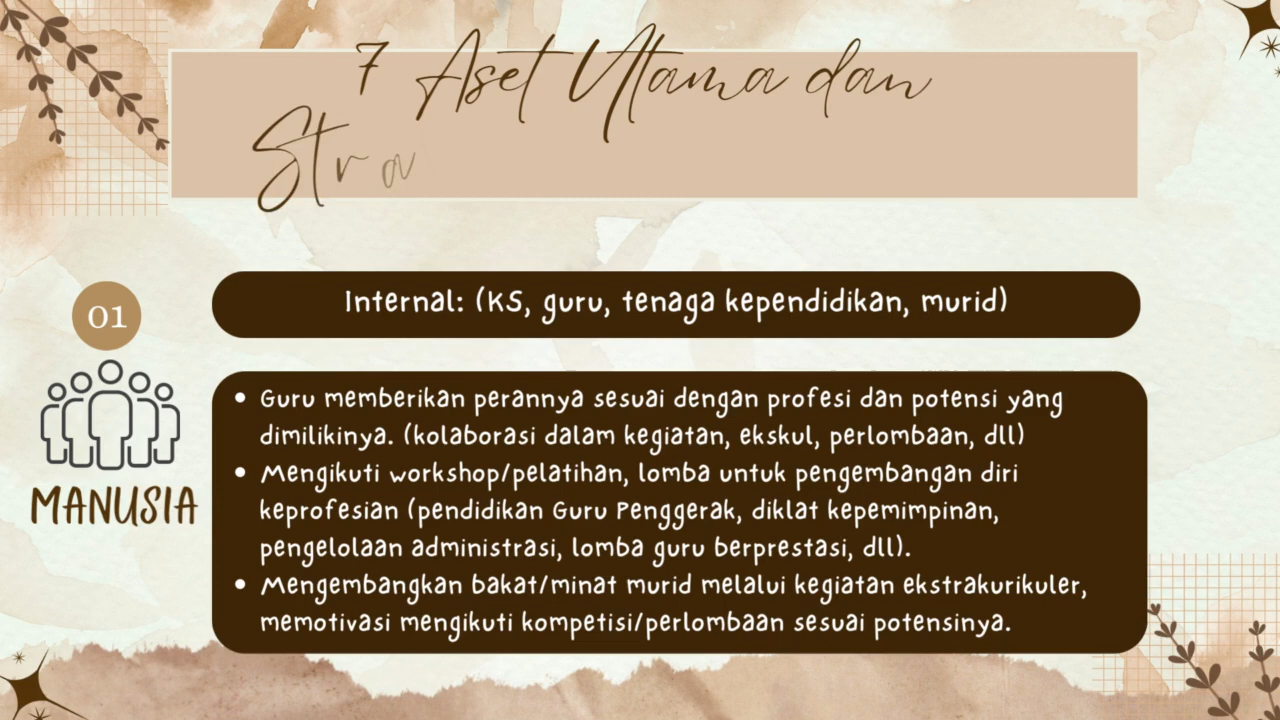 7 Aset Utama dan
Stra
01
MANUSIA
Internal: (KS, guru, tenaga kependidikan, murid)
• Guru memberikan perannya sesuai dengan profesi dan potensi yang
dimilikinya. (kolaborasi dalam kegiatan, ekskul, perlombaan, dll)
• Mengikuti workshop/pelatihan, lomba untuk pengembangan diri
keprofesian (pendidikan Guru Penggerak, diklat kepemimpinan,
pengelolaan administrasi, lomba guru berprestasi, dll).
• Mengembangkan bakat/minat murid melalui kegiatan ekstrakurikuler,
memotivasi mengikuti kompetisi/perlombaan sesuai potensinya.